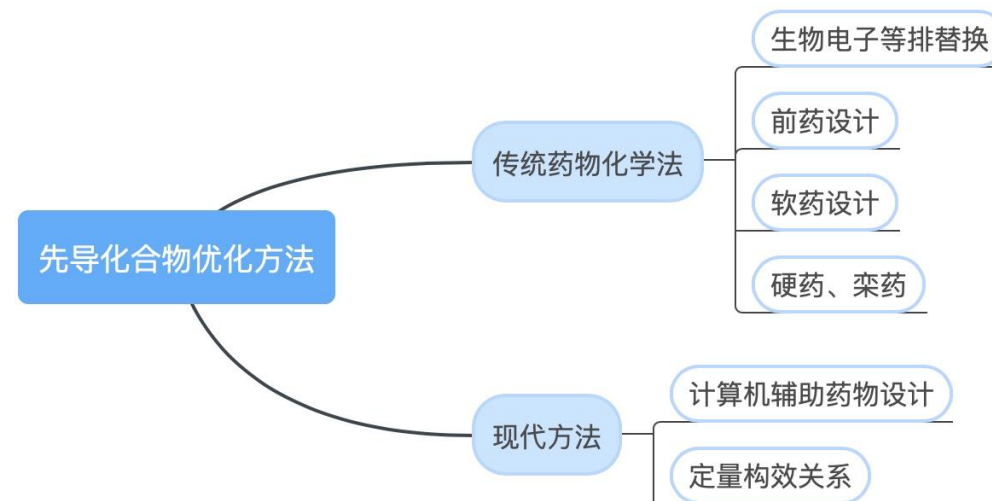 生物电子等排替换
前药设计
传统药物化学法
软药设计
先导化合物优化方法
硬药、栾药
计算机辅助药物设计
现代方法
定量构效关系